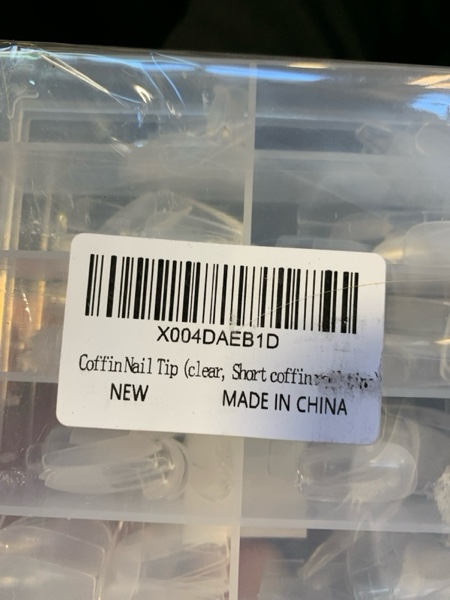 X004DAEB1D
Coffin Nail Tip (clear, Short coffin
NEW MADE IN CHINA